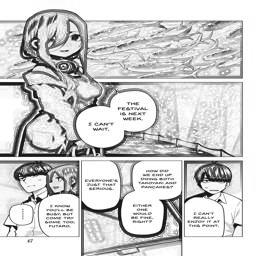 THE
FESTIVAL
IS NEXT
WEEK.
I CAN'T
WAIT.
HOW DID
WE END UP
DOING BOTH
TAKOYAKI AND
PANCAKES?
EVERYONE'S
JUST THAT
SERIOUS.
EITHER
ONE
WOULD
BE FINE,
RIGHT?
I CAN'T
REALLY
ENJOY IT
AT THIS
POINT.
I KNOW
YOU'LL BE
BUSY, BUT
COME TRY
SOME TOO,
FUTARO.
......